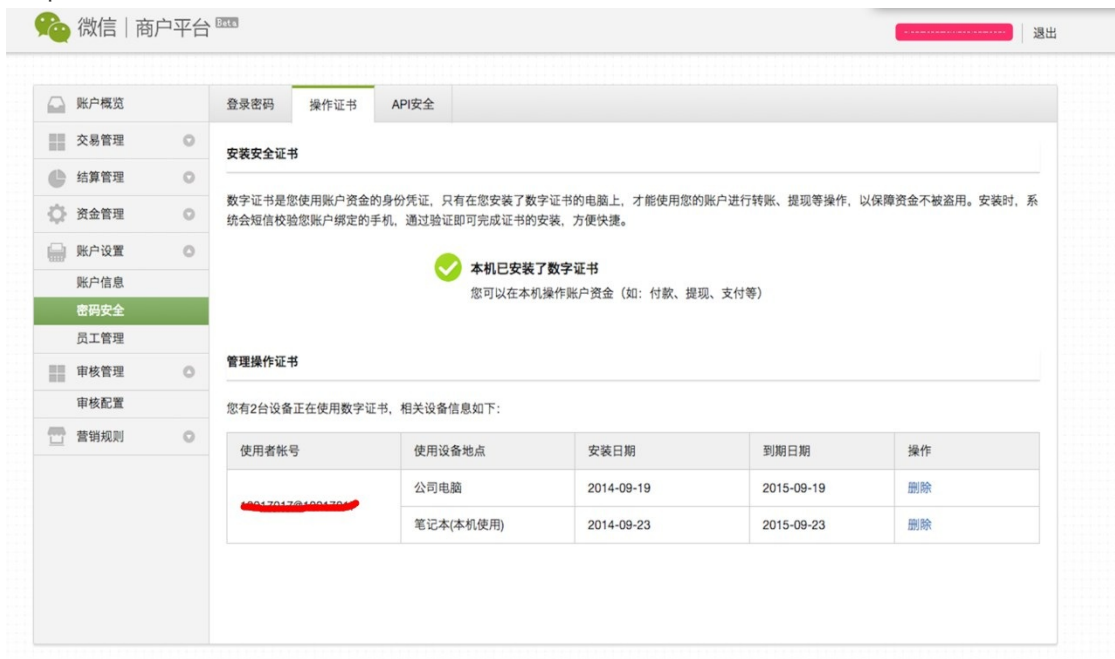 微信 | 商户平台 Beta
退出
账户概览
交易管理
结算管理
资金管理
账户设置
账户信息
密码安全
员工管理
审核管理
审核配置
营销规则
登录密码 操作证书 API安全
安装安全证书
数字证书是您使用账户资金的身份凭证，只有在您安装了数字证书的电脑上，才能使用您的账户进行转账、提现等操作，以保障资金不被盗用。安装时，系
统会短信校验您账户绑定的手机，通过验证即可完成证书的安装，方便快捷。
本机已安装了数字证书
您可以在本机操作账户资金（如：付款、提现、支付等）
管理操作证书
您有2台设备正在使用数字证书，相关设备信息如下：
使用者帐号 使用设备地点 安装日期 到期日期 操作
公司电脑 2014-09-19 2015-09-19 删除
笔记本(本机使用) 2014-09-23 2015-09-23 删除